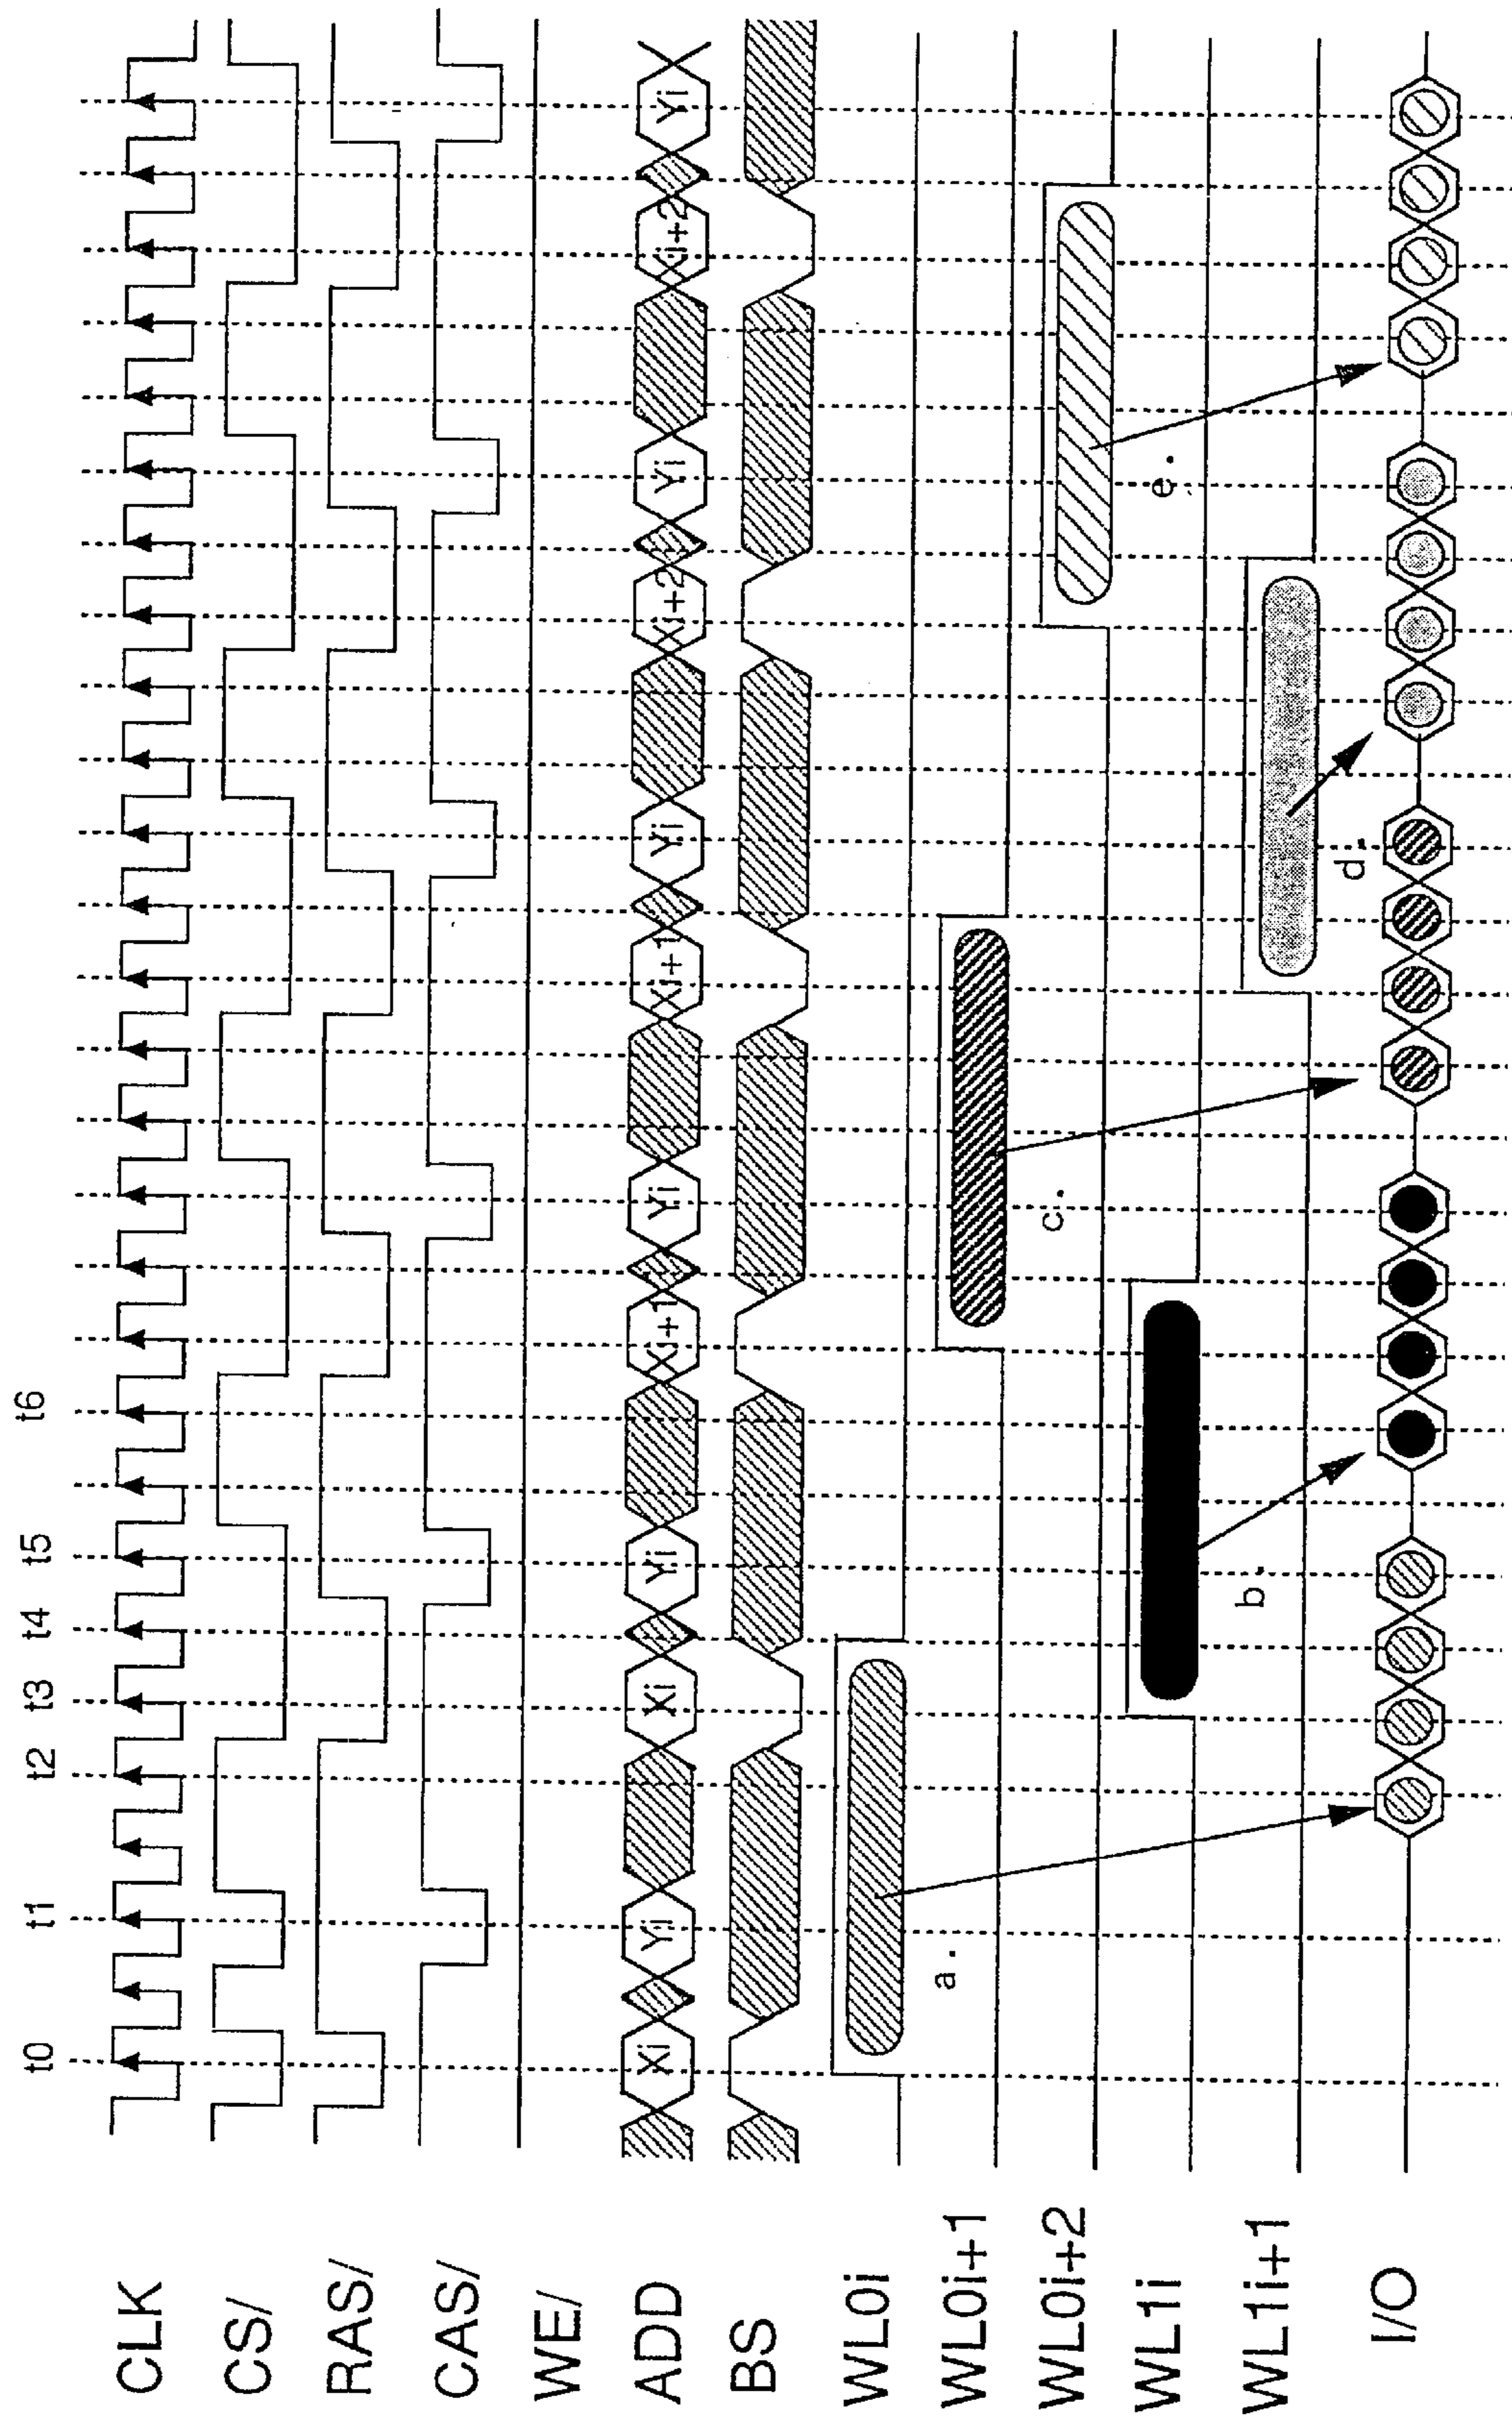 t0 t1 t2 t3 t4 t5 t6
CLK
CS/
RAS/
CAS/
WE/
ADD Xi Yi Xi Yi Xi+1 Yi Xi+1 Yi Xi+2 Yi Xi+2 Yi
BS
WL0i
a.
WL0i+1
c.
WL0i+2
e.
WL1i
b.
WL1i+1
d.
I/O